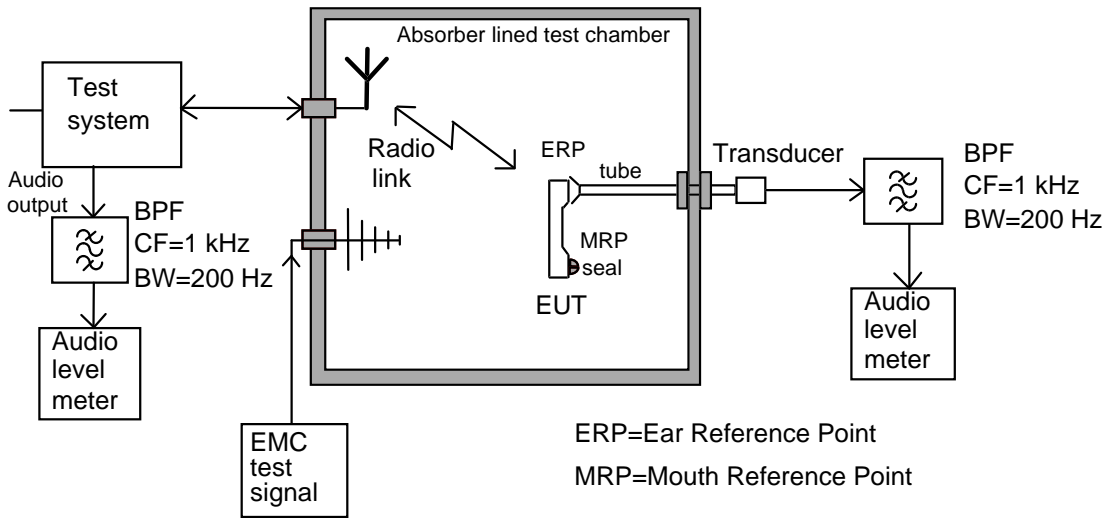 Absorber lined test chamber
Test
system
Radio
link
ERP
tube
Transducer
BPF
CF=1 kHz
BW=200 Hz
Audio
output
BPF
CF=1 kHz
BW=200 Hz
MRP
seal
EUT
Audio
level
meter
Audio
level
meter
EMC
test
signal
ERP=Ear Reference Point
MRP=Mouth Reference Point